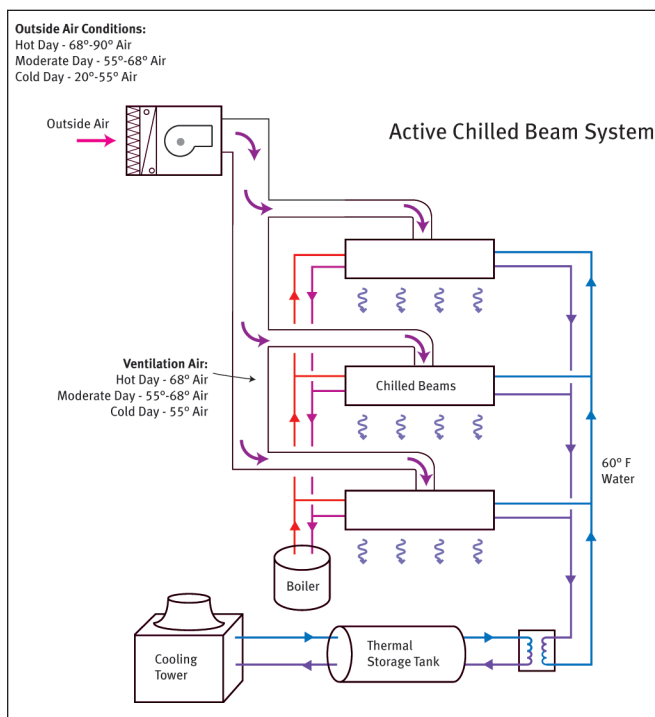 Outside Air Conditions:
Hot Day - 68°-90° Air
Moderate Day - 55°-68° Air
Cold Day - 20°-55° Air
Outside Air
Active Chilled Beam System
Ventilation Air:
Hot Day - 68° Air
Moderate Day - 55°-68° Air
Cold Day - 55° Air
Chilled Beams
60° F
Water
Boiler
Cooling
Tower
Thermal
Storage Tank